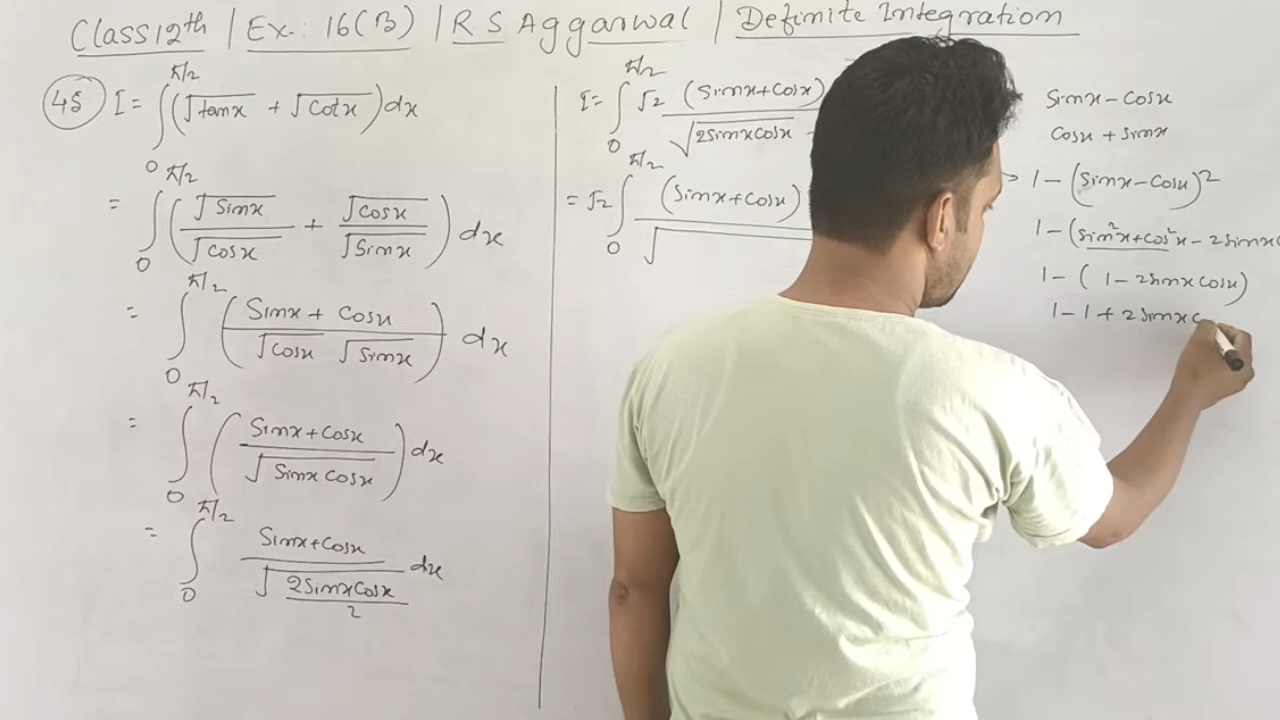 Class 12th | Ex.: 16(B) | R S Aggarwal | Definite Integration
45 I = ∫₀^{π/2} (√tanx + √cotx) dx
= ∫₀^{π/2} (√sinx/√cosx + √cosx/√sinx) dx
= ∫₀^{π/2} ((sinx + cosx)/(√cosx √sinx)) dx
= ∫₀^{π/2} ((sinx+cosx)/√(sinx cosx)) dx
= ∫₀^{π/2} (sinx+cosx)/√(2sinxcosx/2) dx
I = ∫₀^{π/2} √2 (sinx+cosx)/√(2sinxcosx)
= √2 ∫₀^{π/2} (sinx+cosx)/√
sinx - cosx
cosx + sinx
1 - (sinx-cosx)²
1 - (sin²x+cos²x - 2sinx
1 - ( 1 - 2sinxcosx)
1 - 1 + 2sinx